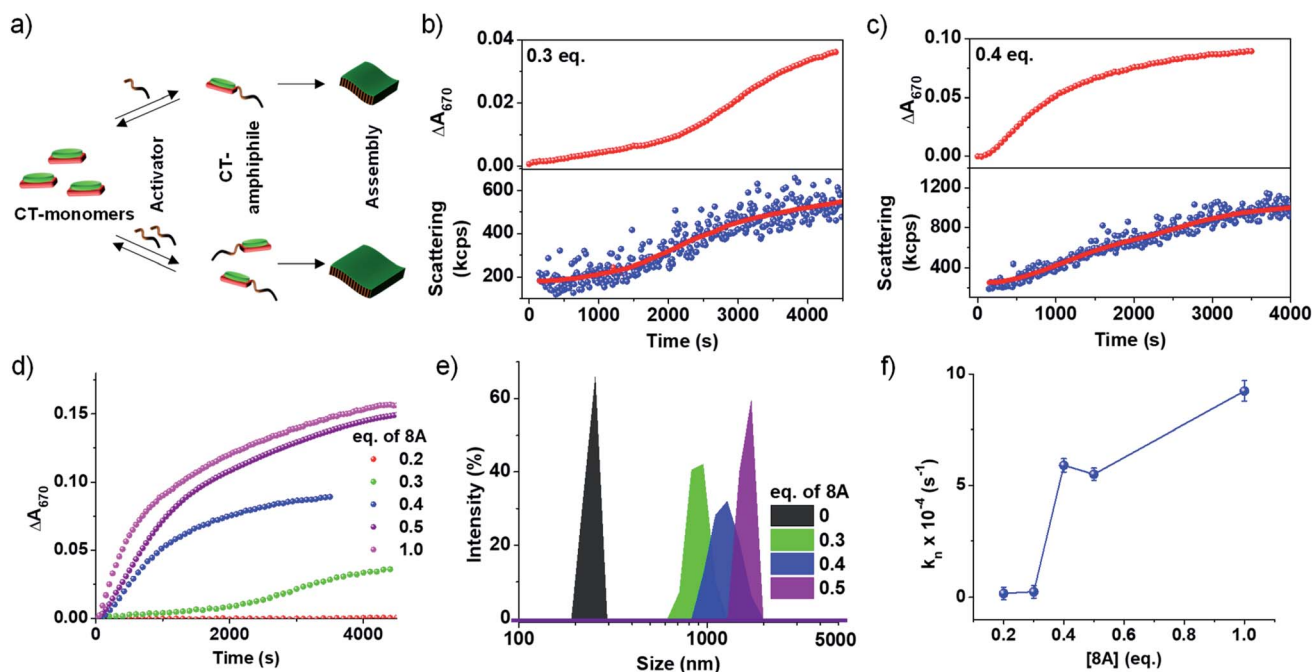 a)
CT-monomers
Activator
CT-
amphiphile
Assembly
b)
0.3 eq.
ΔA₆₇₀
0.04
0.02
0.00
Scattering
(kcps)
600
400
200
0 1000 2000 3000 4000
Time (s)
c)
0.4 eq.
ΔA₆₇₀
0.10
0.05
0.00
Scattering
(kcps)
1200
800
400
0 1000 2000 3000 4000
Time (s)
d)
ΔA₆₇₀
0.15
0.10
0.05
0.00
eq. of 8A
0.2
0.3
0.4
0.5
1.0
0 2000 4000
Time (s)
e)
Intensity (%)
60
40
20
0
eq. of 8A
0
0.3
0.4
0.5
100 1000 5000
Size (nm)
f)
kₙ x 10⁻⁴ (s⁻¹)
10
5
0
0.2 0.4 0.6 0.8 1.0
[8A] (eq.)